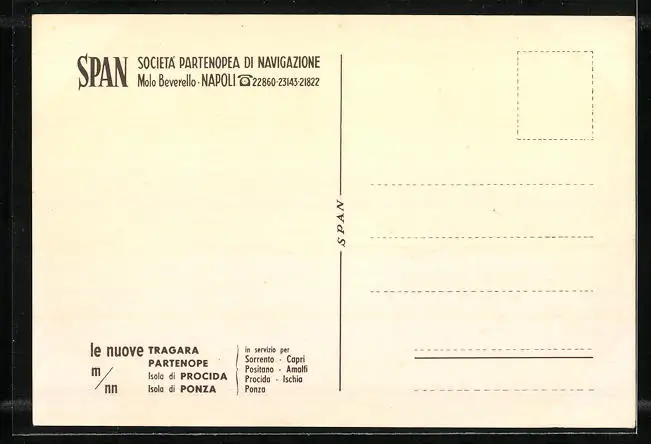 SPAN SOCIETÀ PARTENOPEA DI NAVIGAZIONE
Molo Beverello - NAPOLI ☎ 22860-23143-21822
SPAN
le nuove TRAGARA
m/nn PARTENOPE
Isola di PROCIDA
Isola di PONZA
in servizio per
Sorrento - Capri
Positano - Amalfi
Procida - Ischia
Ponza